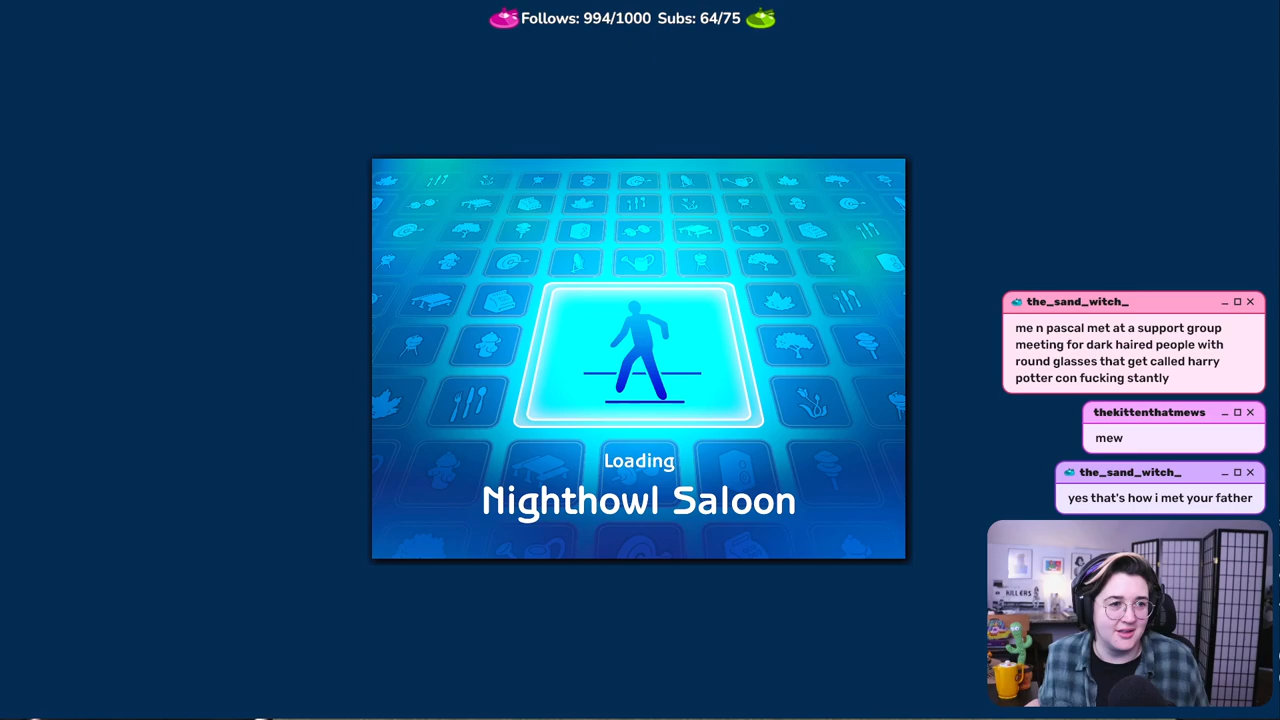 Follows: 994/1000 Subs: 64/75
Loading
Nighthowl Saloon
the_sand_witch_
me n pascal met at a support group
meeting for dark haired people with
round glasses that get called harry
potter con fucking stantly
thekittenthatmews
mew
the_sand_witch_
yes that's how i met your father
KILLERS